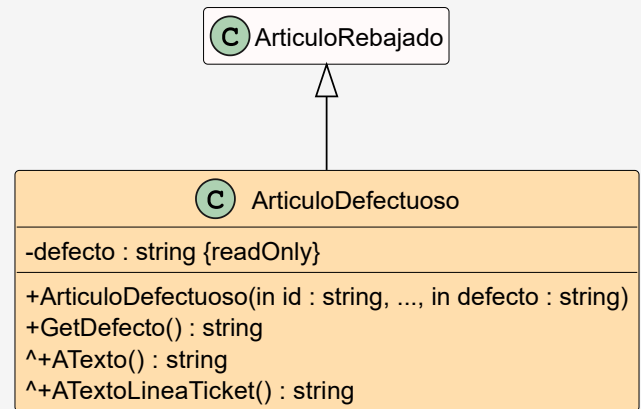 C ArticuloRebajado
C ArticuloDefectuoso
-defecto : string {readOnly}
+ArticuloDefectuoso(in id : string, ..., in defecto : string)
+GetDefecto() : string
^+ATexto() : string
^+ATextoLineaTicket() : string